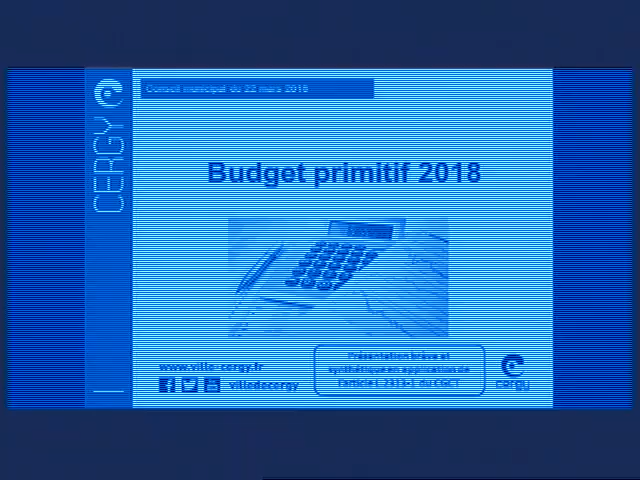 Conseil municipal du 22 mars 2018
CERGY
Budget primitif 2018
www.ville-cergy.fr
villedecergy
Présentation brève et
synthétique en application de
l'article L 2313-1 du CGCT
cergy